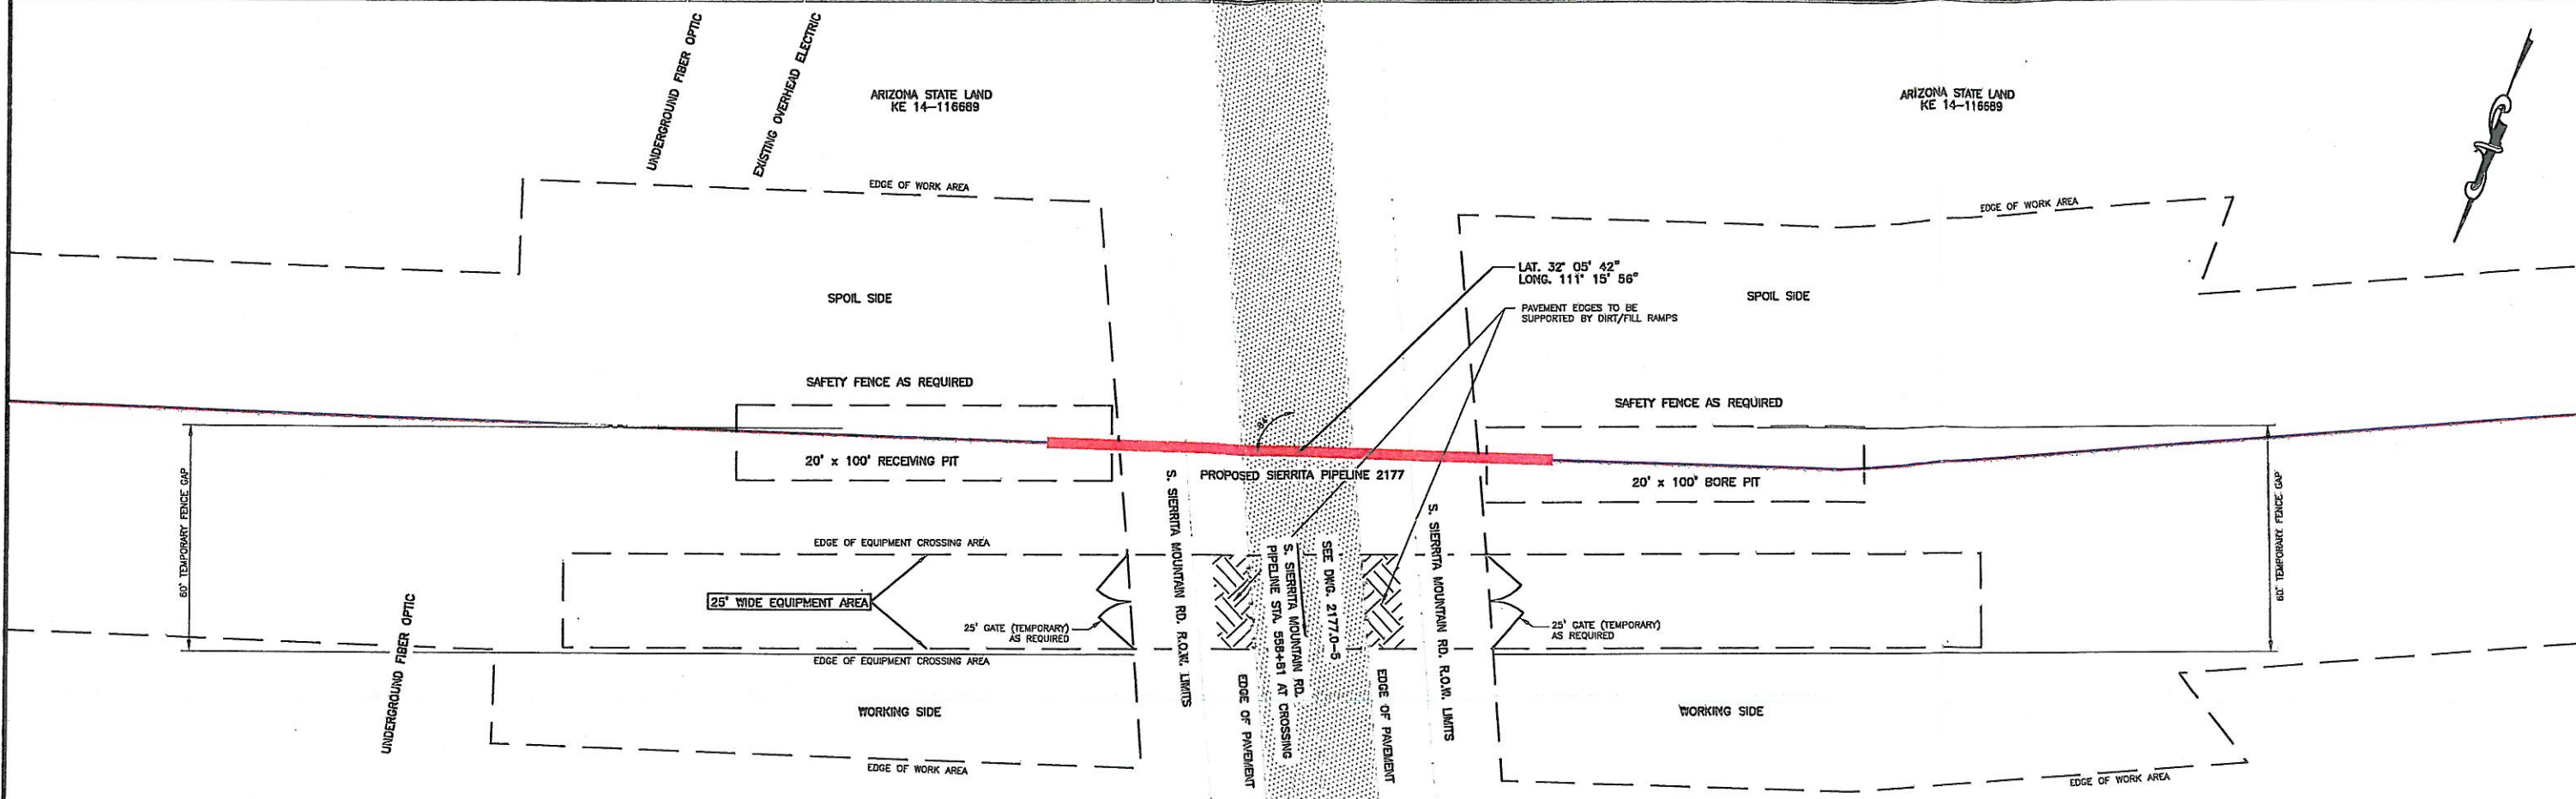 UNDERGROUND FIBER OPTIC
EXISTING OVERHEAD ELECTRIC
ARIZONA STATE LAND
KE 14-116689
ARIZONA STATE LAND
KE 14-116689
EDGE OF WORK AREA
EDGE OF WORK AREA
SPOIL SIDE
LAT. 32° 05' 42"
LONG. 111° 15' 56"
SPOIL SIDE
PAVEMENT EDGES TO BE
SUPPORTED BY DIRT/FILL RAMPS
SAFETY FENCE AS REQUIRED
SAFETY FENCE AS REQUIRED
20' x 100' RECEIVING PIT
PROPOSED SIERRITA PIPELINE 2177
20' x 100' BORE PIT
60' TEMPORARY FENCE GAP
60' TEMPORARY FENCE GAP
S. SIERRITA MOUNTAIN RD. R.O.W. LIMITS
S. SIERRITA MOUNTAIN RD. R.O.W. LIMITS
EDGE OF EQUIPMENT CROSSING AREA
SEE DWG. 2177.0-5
S. SIERRITA MOUNTAIN RD.
PIPELINE STA. 558+61 AT CROSSING
25' WIDE EQUIPMENT AREA
25' GATE (TEMPORARY)
AS REQUIRED
25' GATE (TEMPORARY)
AS REQUIRED
UNDERGROUND FIBER OPTIC
EDGE OF EQUIPMENT CROSSING AREA
EDGE OF PAVEMENT
EDGE OF PAVEMENT
WORKING SIDE
WORKING SIDE
EDGE OF WORK AREA
EDGE OF WORK AREA